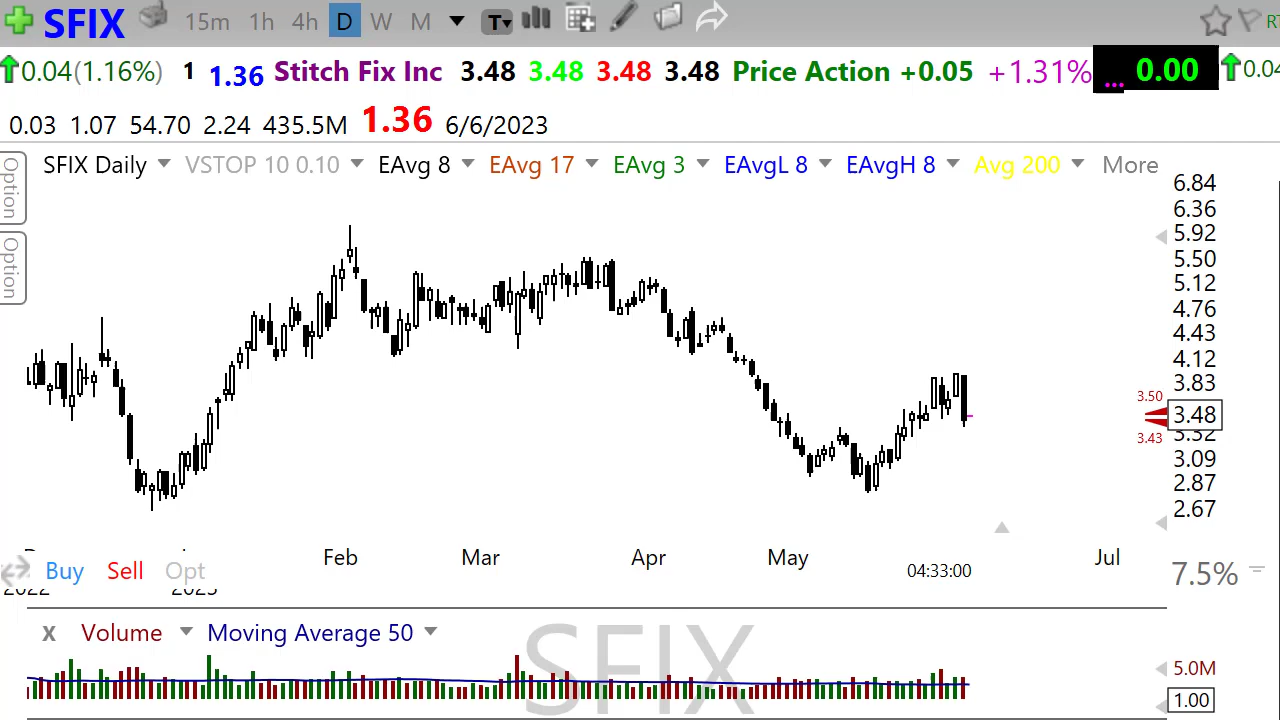 SFIX 15m 1h 4h D W M T
0.04(1.16%) 1 1.36 Stitch Fix Inc 3.48 3.48 3.48 3.48 Price Action +0.05 +1.31% ... 0.00
0.03 1.07 54.70 2.24 435.5M 1.36 6/6/2023
Option
Option
SFIX Daily VSTOP 10 0.10 EAvg 8 EAvg 17 EAvg 3 EAvgL 8 EAvgH 8 Avg 200 More
6.84
6.36
5.92
5.50
5.12
4.76
4.43
4.12
3.83
3.50
3.48
3.43
3.32
3.09
2.87
2.67
Feb Mar Apr May Jul
04:33:00
Buy Sell Opt
7.5%
2022 2023
X Volume Moving Average 50
SFIX
5.0M
1.00